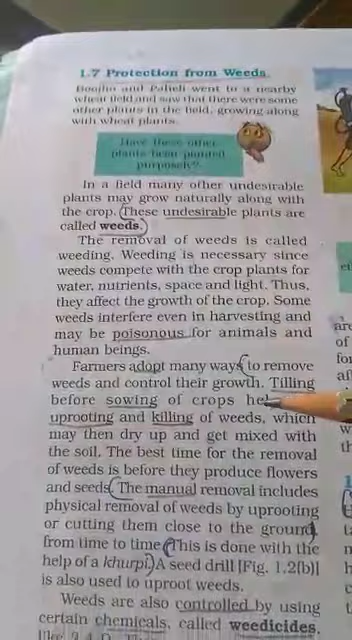 1.7 Protection from Weeds
Boojho and Paheli went to a nearby
wheat field and saw that there were some
other plants in the field, growing along
with wheat plants.
Have these other
plants been planted
purposely?
In a field many other undesirable
plants may grow naturally along with
the crop. These undesirable plants are
called weeds.
The removal of weeds is called
weeding. Weeding is necessary since
weeds compete with the crop plants for
water, nutrients, space and light. Thus,
they affect the growth of the crop. Some
weeds interfere even in harvesting and
may be poisonous for animals and
human beings.
Farmers adopt many ways to remove
weeds and control their growth. Tilling
before sowing of crops
uprooting and killing of weeds, which
may then dry up and get mixed with
the soil. The best time for the removal
of weeds is before they produce flowers
and seeds. The manual removal includes
physical removal of weeds by uprooting
or cutting them close to the ground,
from time to time. This is done with the
help of a khurpi. A seed drill [Fig. 1.2(b)]
is also used to uproot weeds.
Weeds are also controlled by using
certain chemicals, called weedicides,
like 2,4-D.